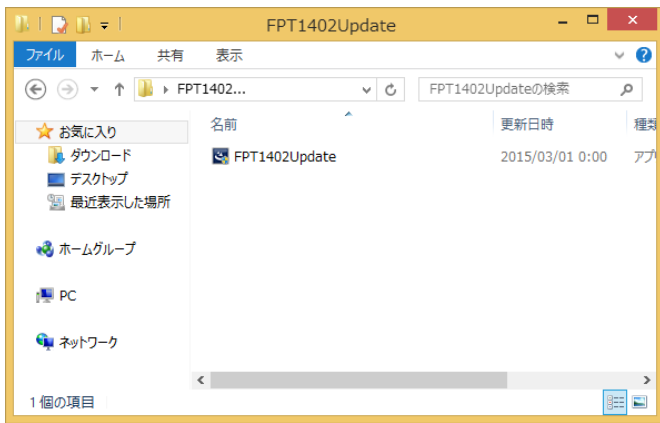 FPT1402Update
ファイル ホーム 共有 表示
FPT1402... FPT1402Updateの検索
名前 更新日時 種類
お気に入り
ダウンロード
デスクトップ
最近表示した場所
ホームグループ
PC
ネットワーク
FPT1402Update 2015/03/01 0:00 アプ
1 個の項目